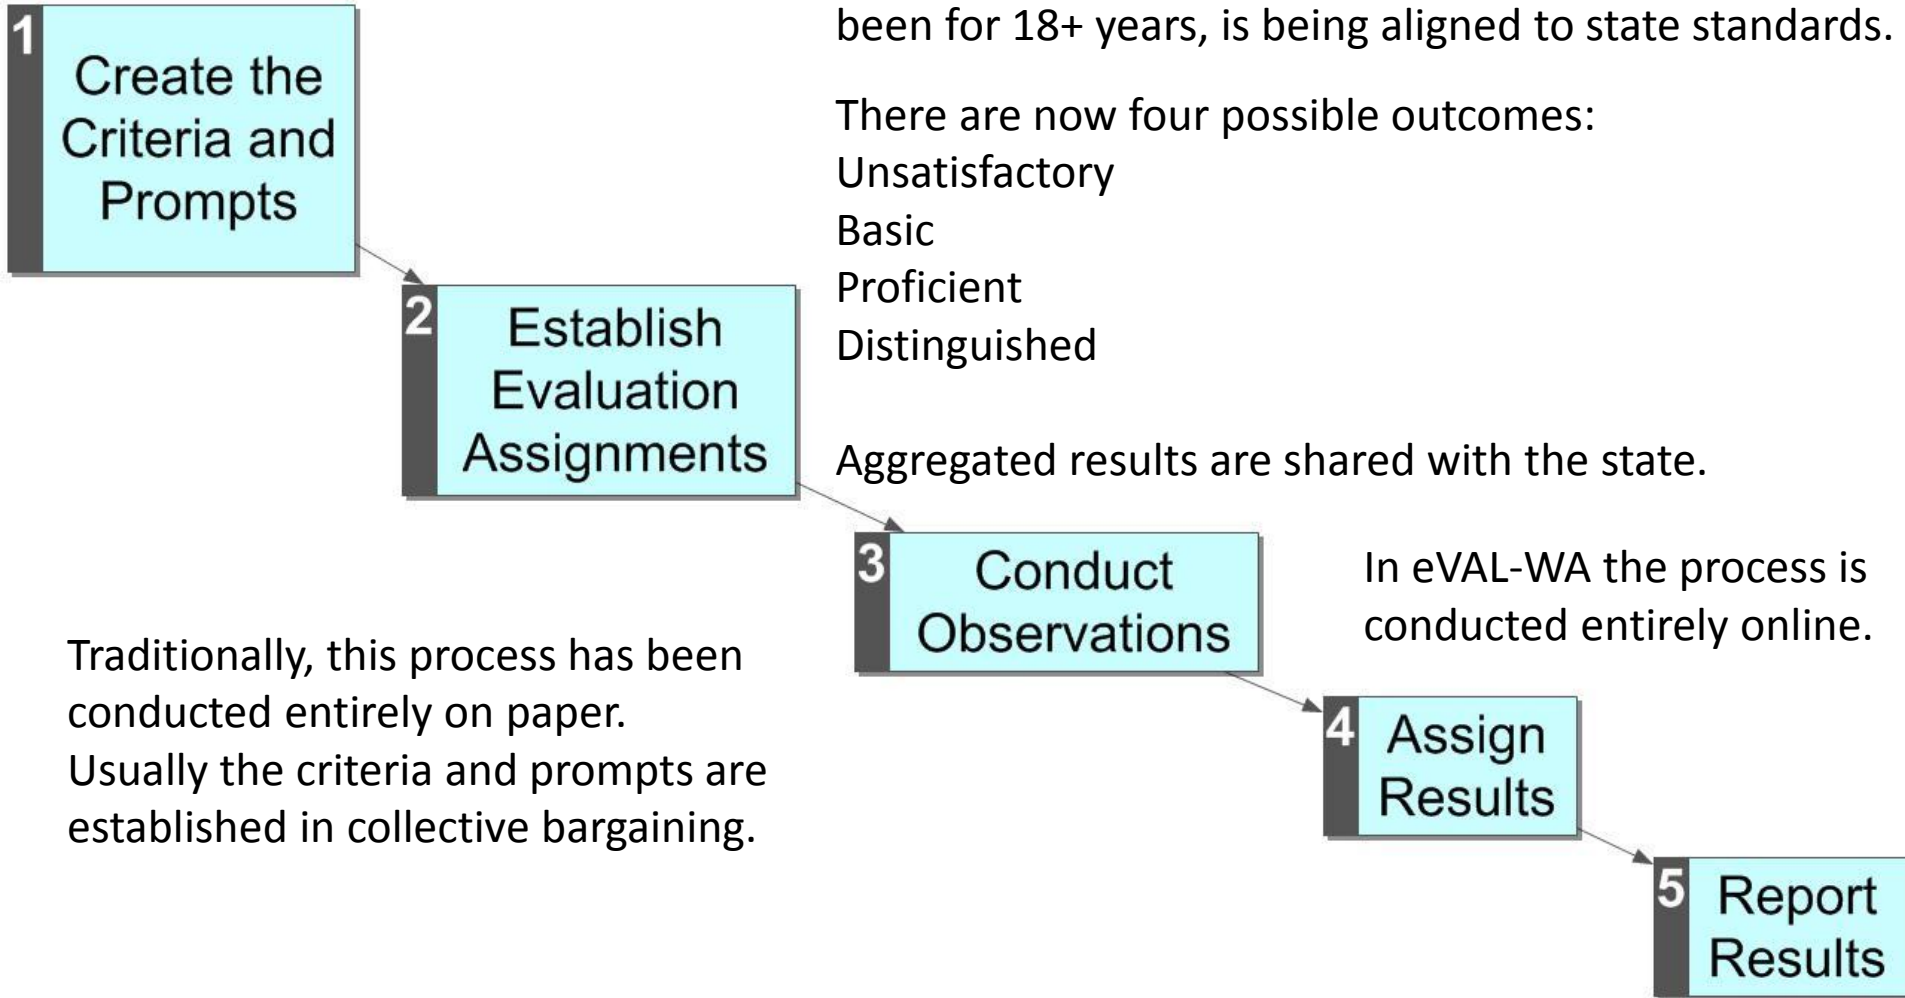 1
Create the
Criteria and
Prompts
been for 18+ years, is being aligned to state standards.
There are now four possible outcomes:
Unsatisfactory
Basic
Proficient
Distinguished
2
Establish
Evaluation
Assignments
Aggregated results are shared with the state.
3
Conduct
Observations
In eVAL-WA the process is
conducted entirely online.
Traditionally, this process has been
conducted entirely on paper.
Usually the criteria and prompts are
established in collective bargaining.
4
Assign
Results
5
Report
Results